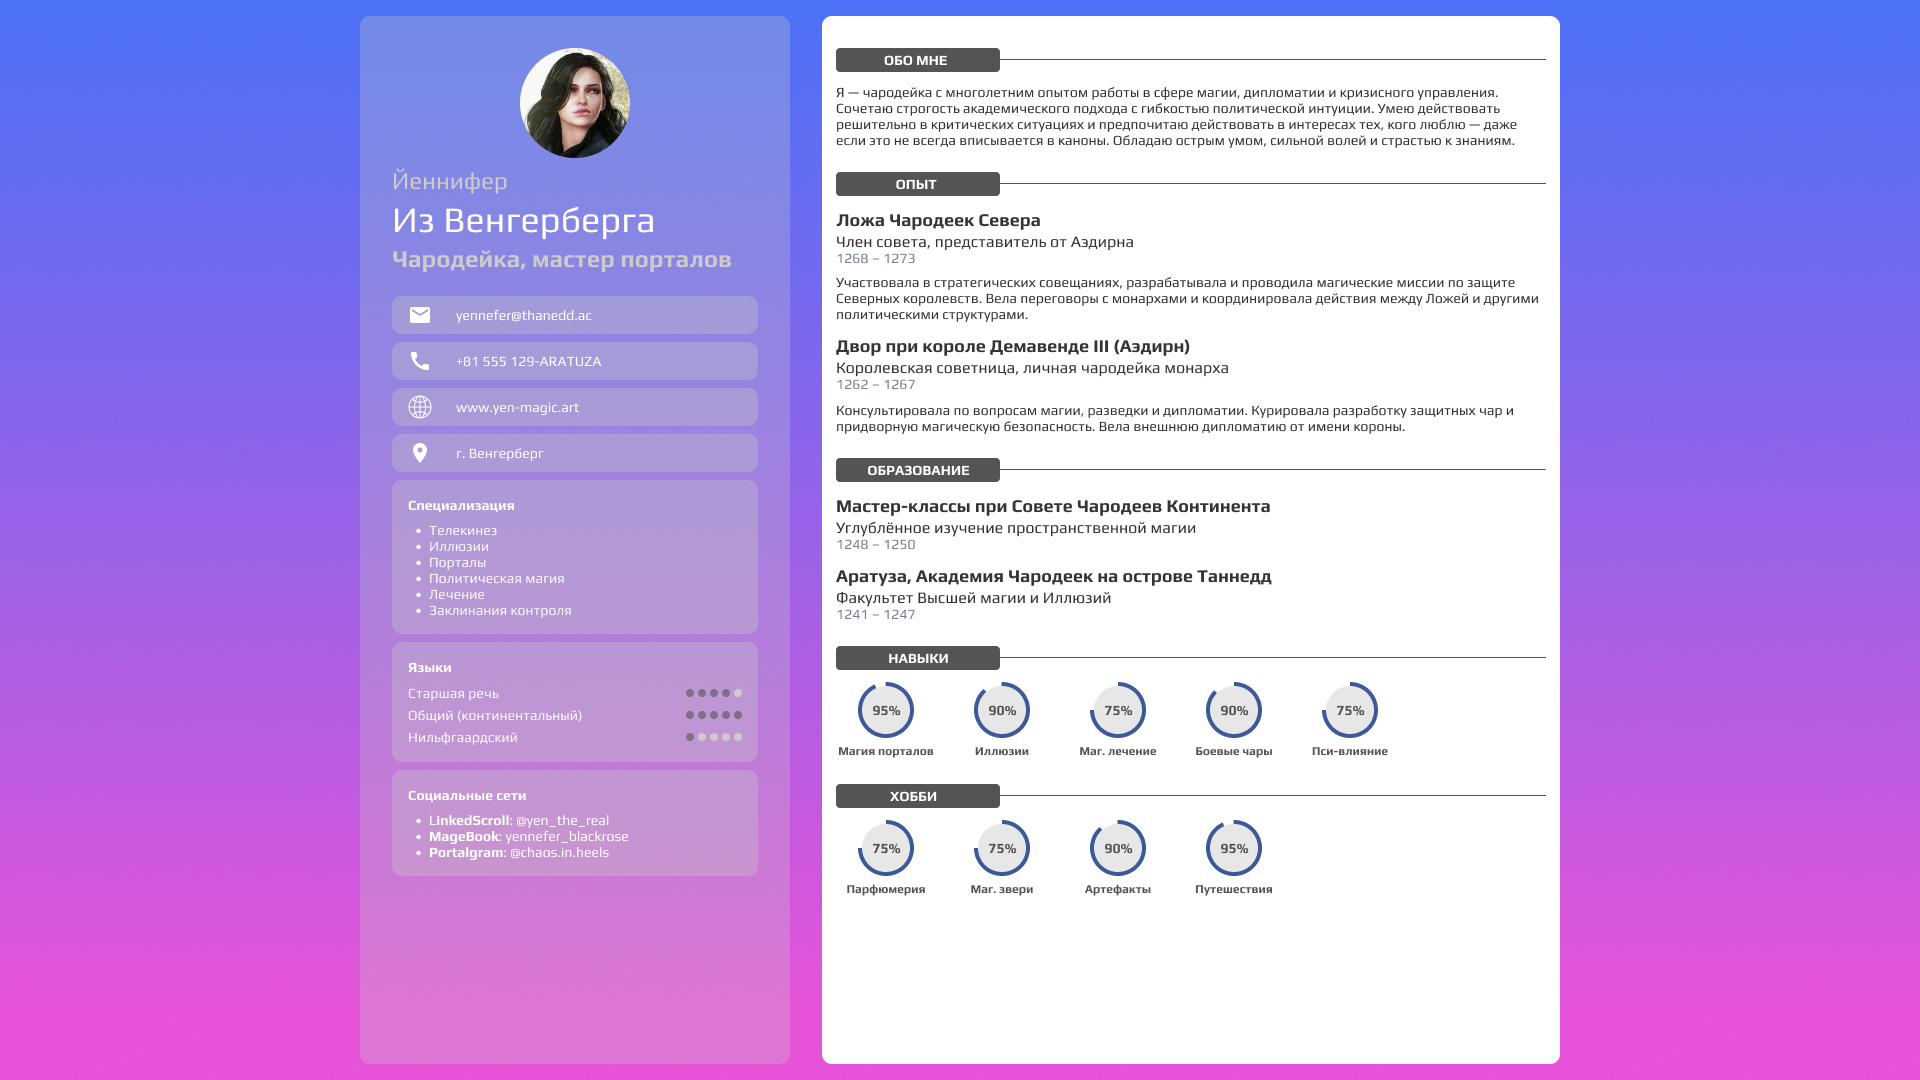 Йеннифер
Из Венгерберга
Чародейка, мастер порталов
yennefer@thanedd.ac
+81 555 129-ARATUZA
www.yen-magic.art
г. Венгерберг
Специализация
• Телекинез
• Иллюзии
• Порталы
• Политическая магия
• Лечение
• Заклинания контроля
Языки
Старшая речь
Общий (континентальный)
Нильфгаардский
Социальные сети
• LinkedScroll: @yen_the_real
• MageBook: yennefer_blackrose
• Portalgram: @chaos.in.heels
ОБО МНЕ
Я — чародейка с многолетним опытом работы в сфере магии, дипломатии и кризисного управления.
Сочетаю строгость академического подхода с гибкостью политической интуиции. Умею действовать
решительно в критических ситуациях и предпочитаю действовать в интересах тех, кого люблю — даже
если это не всегда вписывается в каноны. Обладаю острым умом, сильной волей и страстью к знаниям.
ОПЫТ
Ложа Чародеек Севера
Член совета, представитель от Аэдирна
1268 – 1273
Участвовала в стратегических совещаниях, разрабатывала и проводила магические миссии по защите
Северных королевств. Вела переговоры с монархами и координировала действия между Ложей и другими
политическими структурами.
Двор при короле Демавенде III (Аэдирн)
Королевская советница, личная чародейка монарха
1262 – 1267
Консультировала по вопросам магии, разведки и дипломатии. Курировала разработку защитных чар и
придворную магическую безопасность. Вела внешнюю дипломатию от имени короны.
ОБРАЗОВАНИЕ
Мастер-классы при Совете Чародеев Континента
Углублённое изучение пространственной магии
1248 – 1250
Аратуза, Академия Чародеек на острове Таннедд
Факультет Высшей магии и Иллюзий
1241 – 1247
НАВЫКИ
95% 90% 75% 90% 75%
Магия порталов Иллюзии Маг. лечение Боевые чары Пси-влияние
ХОББИ
75% 75% 90% 95%
Парфюмерия Маг. звери Артефакты Путешествия